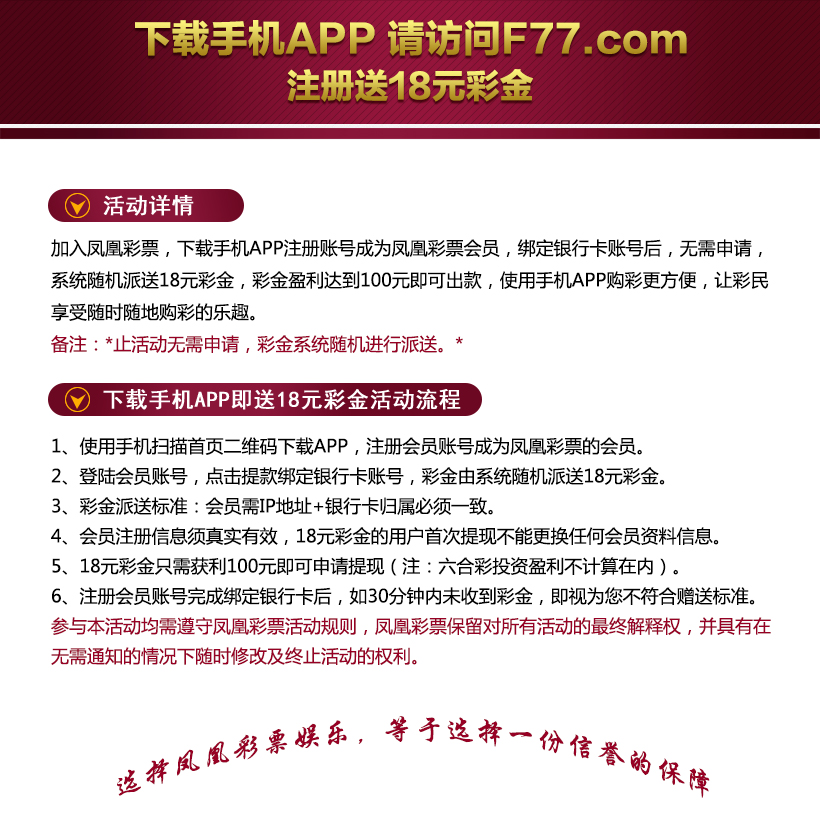 下载手机APP 请访问F77.com
注册送18元彩金
活动详情
加入凤凰彩票，下载手机APP注册账号成为凤凰彩票会员，绑定银行卡账号后，无需申请，
系统随机派送18元彩金，彩金盈利达到100元即可出款，使用手机APP购彩更方便，让彩民
享受随时随地购彩的乐趣。
备注：*止活动无需申请，彩金系统随机进行派送。*
下载手机APP即送18元彩金活动流程
1、使用手机扫描首页二维码下载APP，注册会员账号成为凤凰彩票的会员。
2、登陆会员账号，点击提款绑定银行卡账号，彩金由系统随机派送18元彩金。
3、彩金派送标准：会员需IP地址+银行卡归属必须一致。
4、会员注册信息须真实有效，18元彩金的用户首次提现不能更换任何会员资料信息。
5、18元彩金只需获利100元即可申请提现（注：六合彩投资盈利不计算在内）。
6、注册会员账号完成绑定银行卡后，如30分钟内未收到彩金，即视为您不符合赠送标准。
参与本活动均需遵守凤凰彩票活动规则，凤凰彩票保留对所有活动的最终解释权，并具有在
无需通知的情况下随时修改及终止活动的权利。
选择凤凰彩票娱乐，等于选择一份信誉的保障